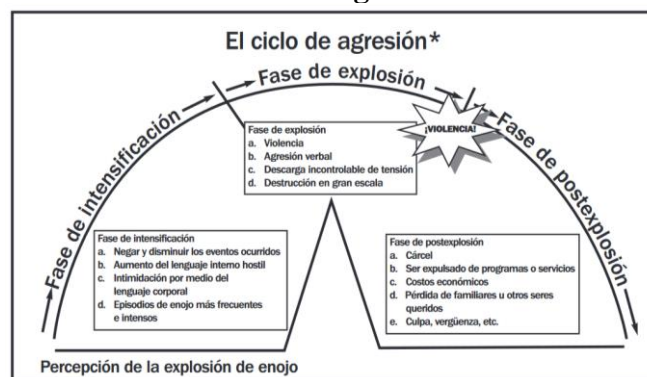 El ciclo de agresión*
Fase de intensificación
Fase de explosión
¡VIOLENCIA!
Fase de postexplosión
Fase de explosión
a. Violencia
b. Agresión verbal
c. Descarga incontrolable de tensión
d. Destrucción en gran escala
Fase de intensificación
a. Negar y disminuir los eventos ocurridos
b. Aumento del lenguaje interno hostil
c. Intimidación por medio del
lenguaje corporal
d. Episodios de enojo más frecuentes
e intensos
Fase de postexplosión
a. Cárcel
b. Ser expulsado de programas o servicios
c. Costos económicos
d. Pérdida de familiares u otros seres
queridos
e. Culpa, vergüenza, etc.
Percepción de la explosión de enojo